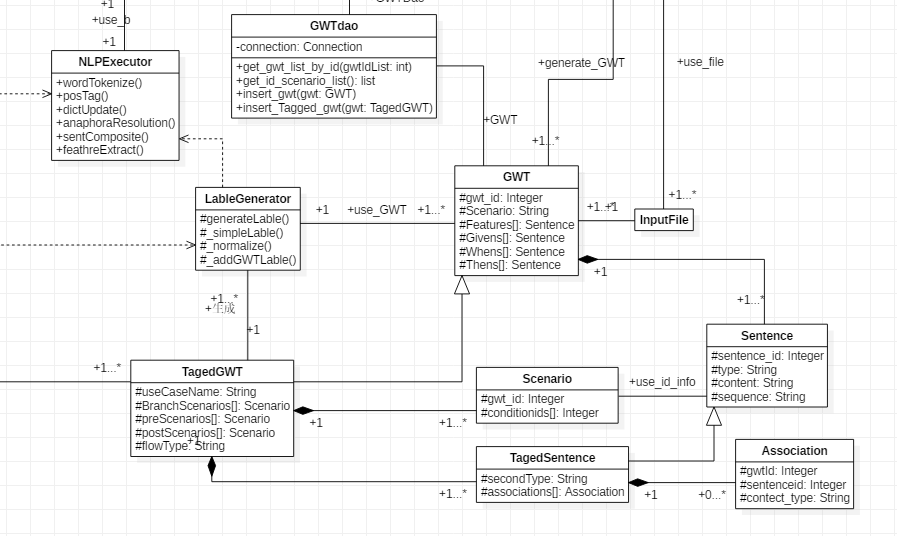 +1
+use_b
+1
NLPExecutor
+wordTokenize()
+posTag()
+dictUpdate()
+anaphoraResolution()
+sentComposite()
+feathreExtract()
GWTdao
-connection: Connection
+get_gwt_list_by_id(gwtIdList: int)
+get_id_scenario_list(): list
+insert_gwt(gwt: GWT)
+insert_Tagged_gwt(gwt: TagedGWT)
+generate_GWT
+use_file
+GWT
+1...*
LableGenerator
#generateLable()
#_simpleLable()
#_normalize()
#_addGWTLable()
+1
+use_GWT
+1...*
GWT
#gwt_id: Integer
#Scenario: String
#Features[]: Sentence
#Givens[]: Sentence
#Whens[]: Sentence
#Thens[]: Sentence
+1...*
+1
+1...*
InputFile
+1
+1...*
+1...*
+生成
+1
Sentence
#sentence_id: Integer
#type: String
#content: String
#sequence: String
+1...*
TagedGWT
#useCaseName: String
#BranchScenarios[]: Scenario
#preScenarios[]: Scenario
#postScenarios[]: Scenario
#flowType: String
+1
+1
+1...*
Scenario
#gwt_id: Integer
#conditionids[]: Integer
+use_id_info
+1...*
TagedSentence
#secondType: String
#associations[]: Association
+1
+0...*
Association
#gwtId: Integer
#sentenceid: Integer
#contect_type: String